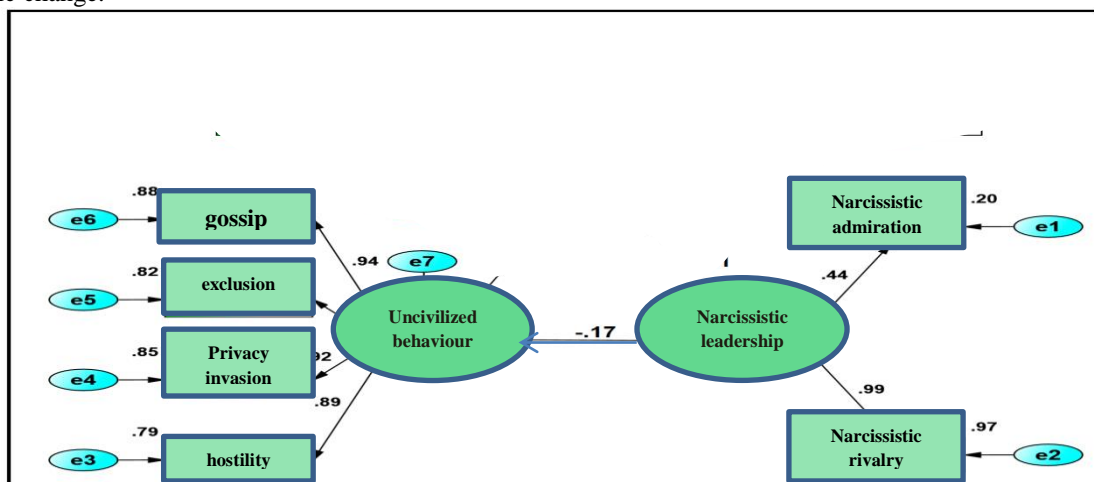 .88
e6
gossip
.94
e7
.82
e5
exclusion
.85
e4
Privacy
invasion
92
.89
.79
e3
hostility
Uncivilized
behaviour
-.17
Narcissistic
leadership
Narcissistic
admiration
.20
e1
.44
.99
Narcissistic
rivalry
.97
e2